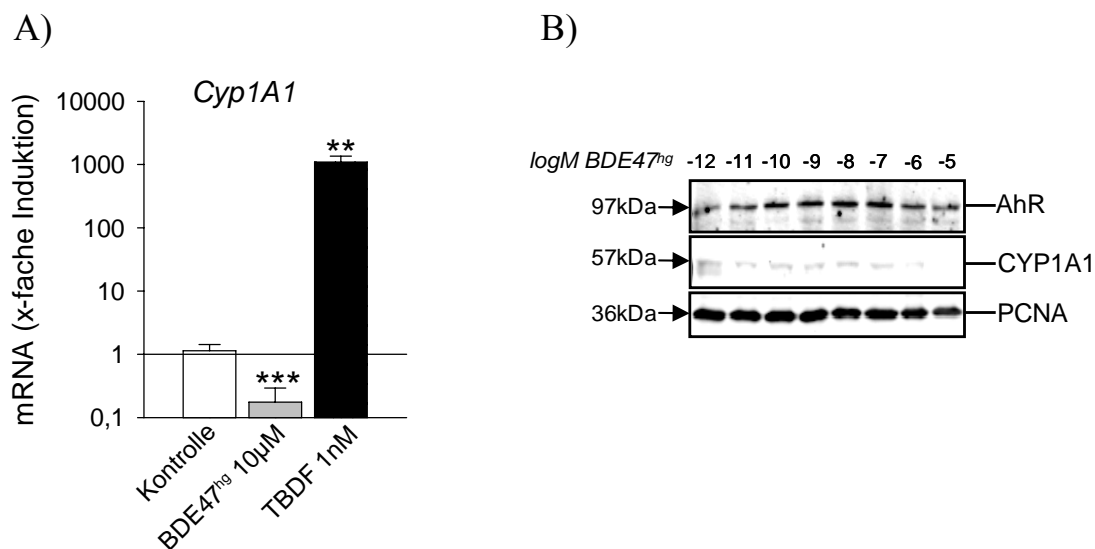 A)
Cyp1A1
mRNA (x-fache Induktion)
10000
1000
100
10
1
0,1
**
***
Kontrolle
BDE47hg 10µM
TBDF 1nM
B)
logM BDE47hg -12 -11 -10 -9 -8 -7 -6 -5
97kDa AhR
57kDa CYP1A1
36kDa PCNA